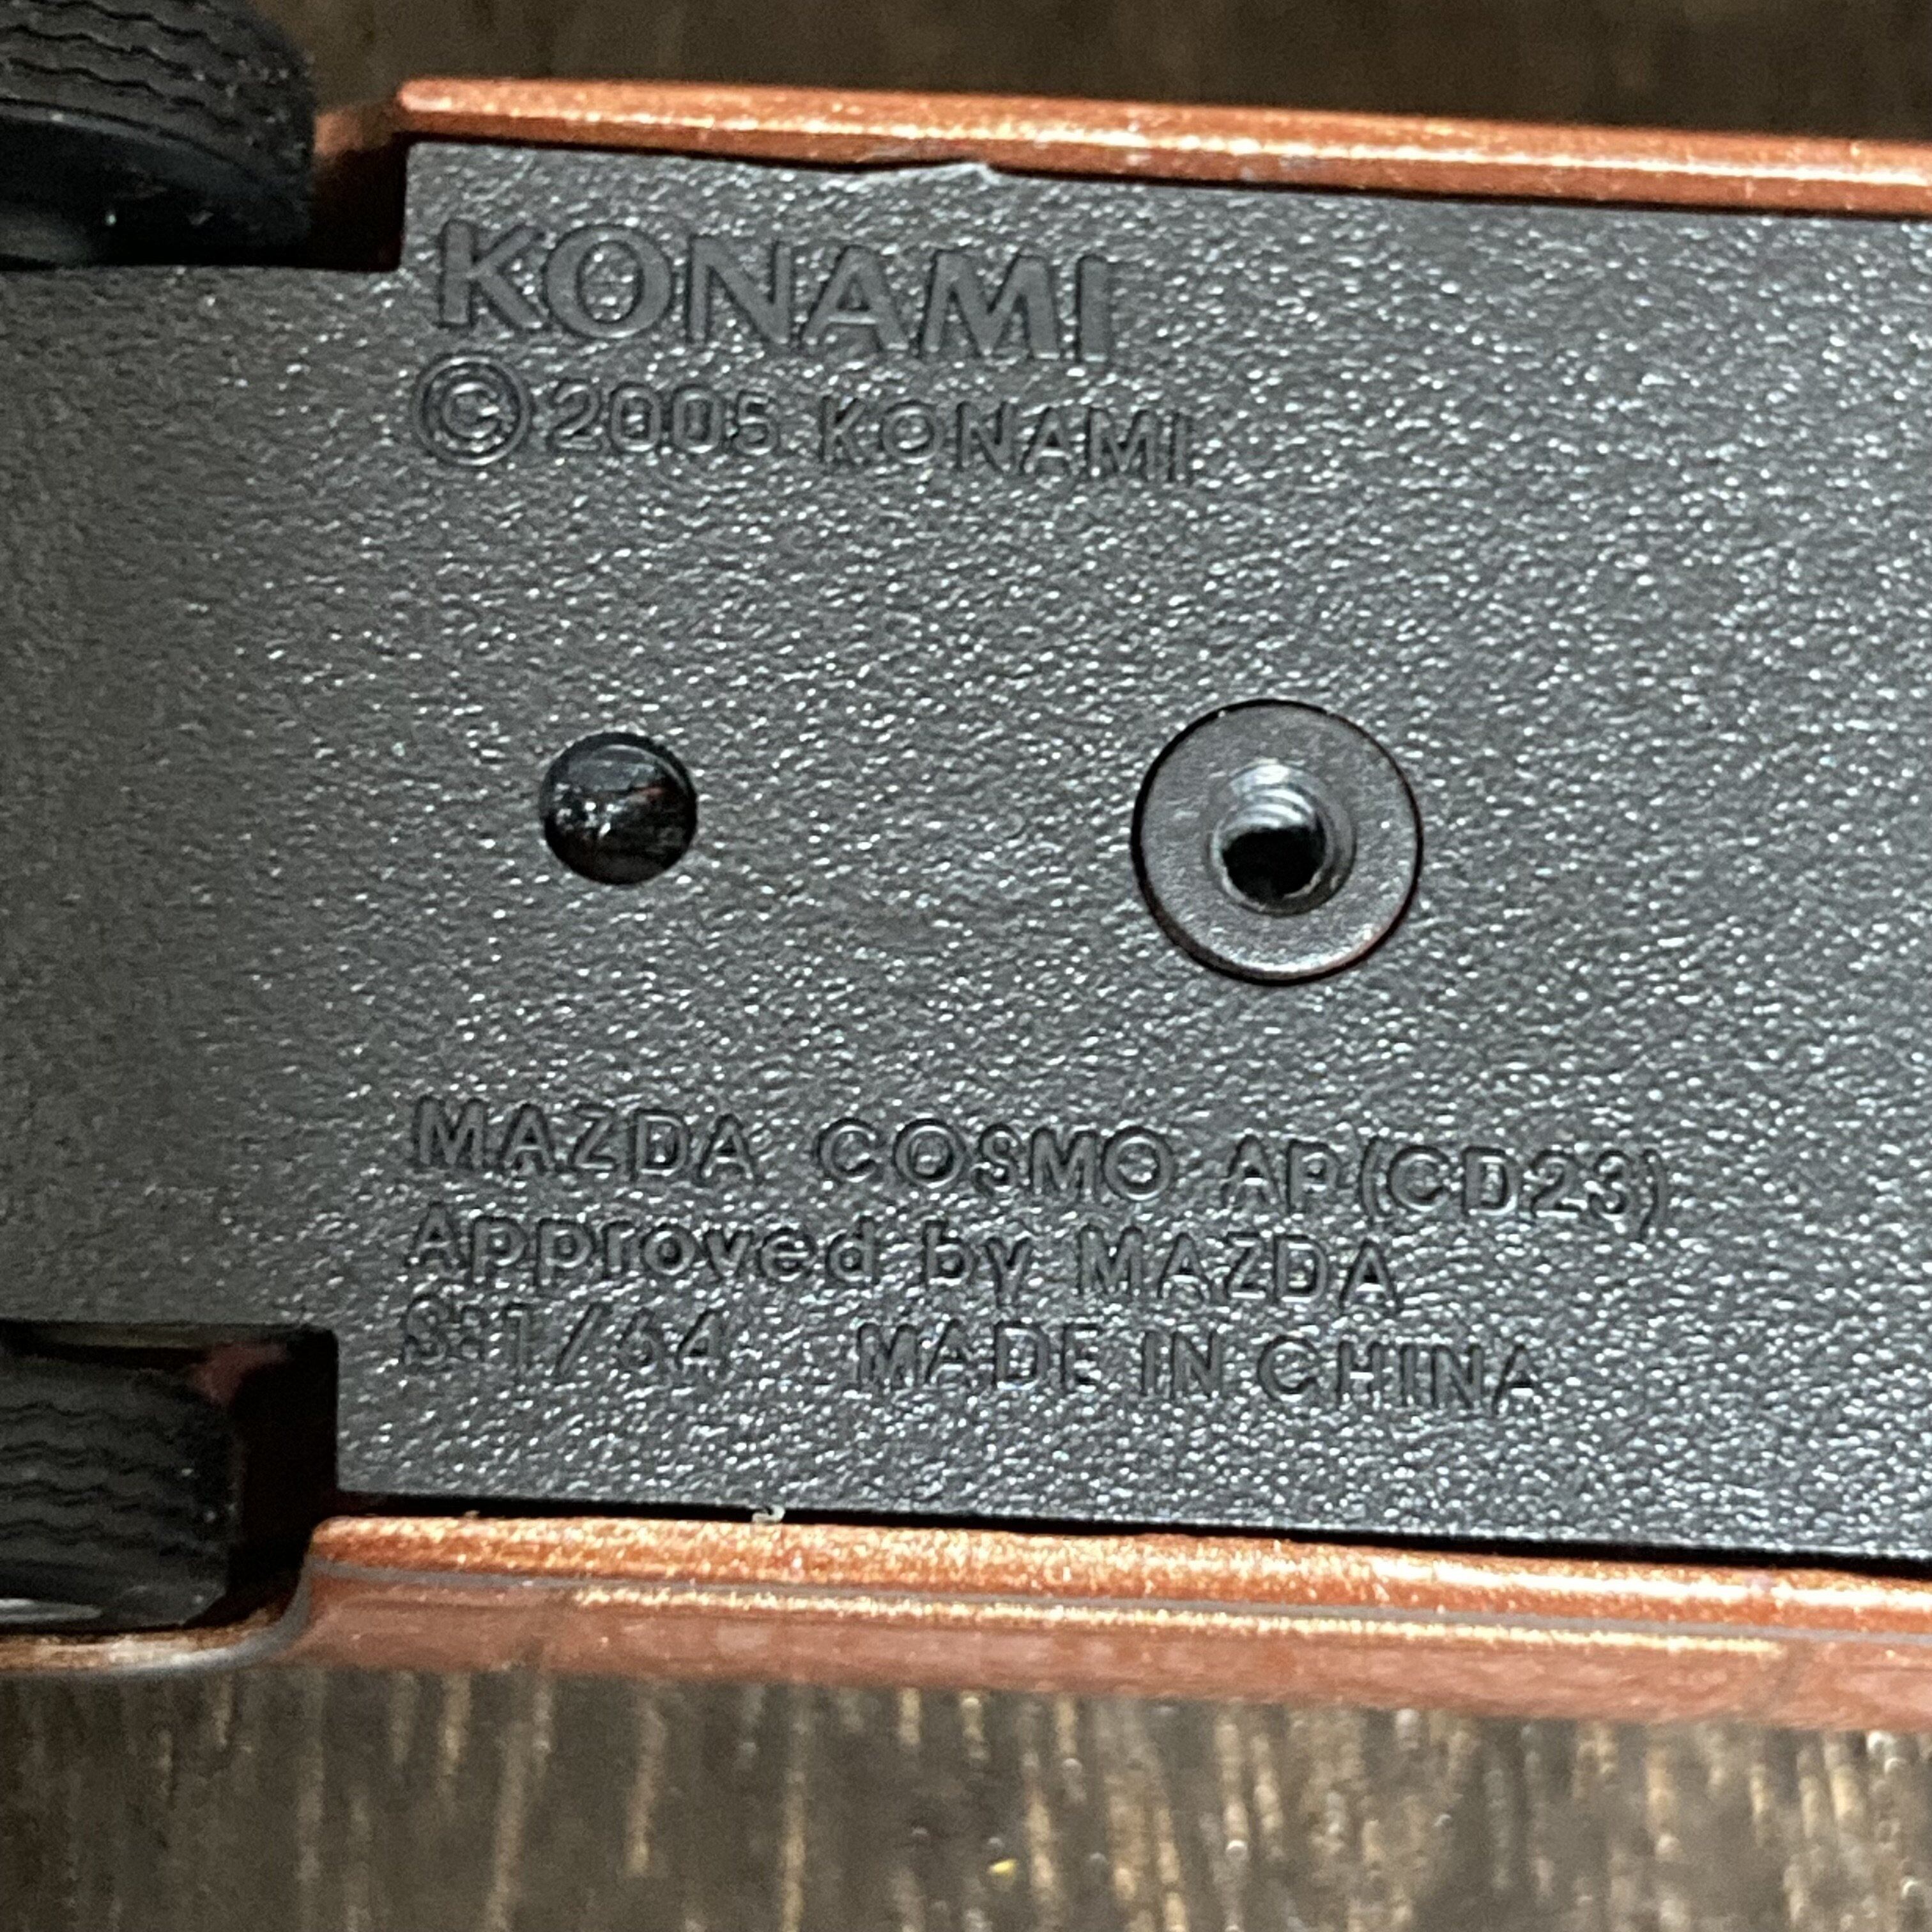 KONAMI
©2005 KONAMI
MAZDA COSMO AP(CD23)
Approved by MAZDA
S:1/64 MADE IN CHINA